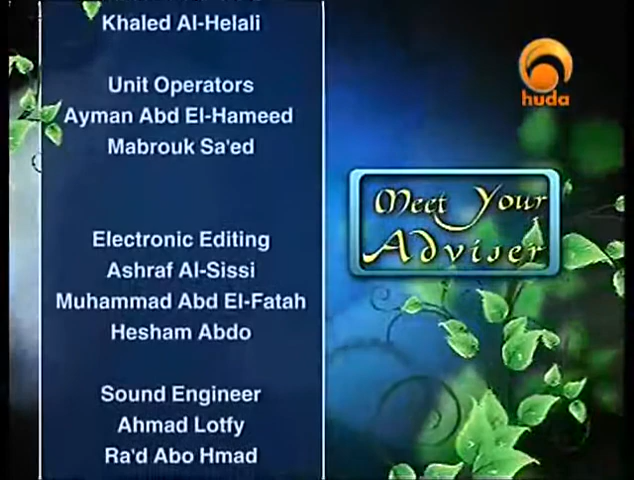 Khaled Al-Helali
Unit Operators
Ayman Abd El-Hameed
Mabrouk Sa'ed
Electronic Editing
Ashraf Al-Sissi
Muhammad Abd El-Fatah
Hesham Abdo
Sound Engineer
Ahmad Lotfy
Ra'd Abo Hmad
huda
Meet Your
Adviser